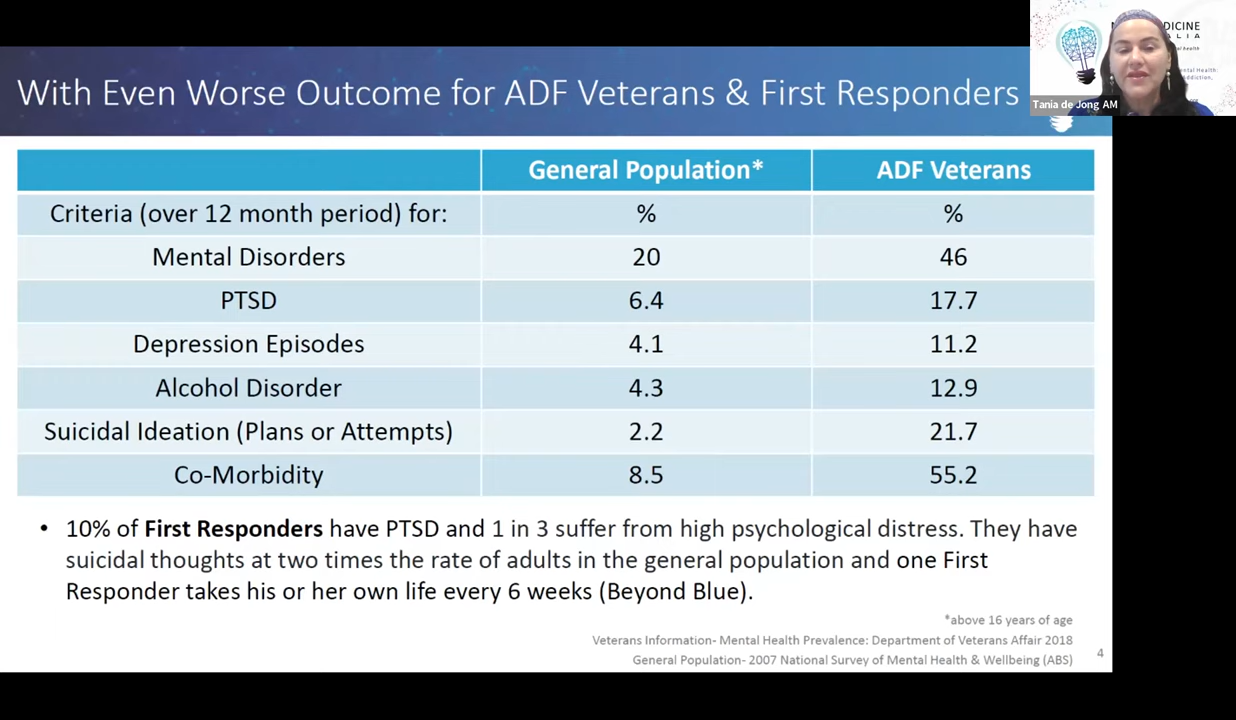 With Even Worse Outcome for ADF Veterans & First Responders
DICINE
LIA
Tania de Jong AM
General Population* ADF Veterans
Criteria (over 12 month period) for: % %
Mental Disorders 20 46
PTSD 6.4 17.7
Depression Episodes 4.1 11.2
Alcohol Disorder 4.3 12.9
Suicidal Ideation (Plans or Attempts) 2.2 21.7
Co-Morbidity 8.5 55.2
• 10% of First Responders have PTSD and 1 in 3 suffer from high psychological distress. They have
suicidal thoughts at two times the rate of adults in the general population and one First
Responder takes his or her own life every 6 weeks (Beyond Blue).
*above 16 years of age
Veterans Information- Mental Health Prevalence: Department of Veterans Affair 2018
General Population- 2007 National Survey of Mental Health & Wellbeing (ABS)
4